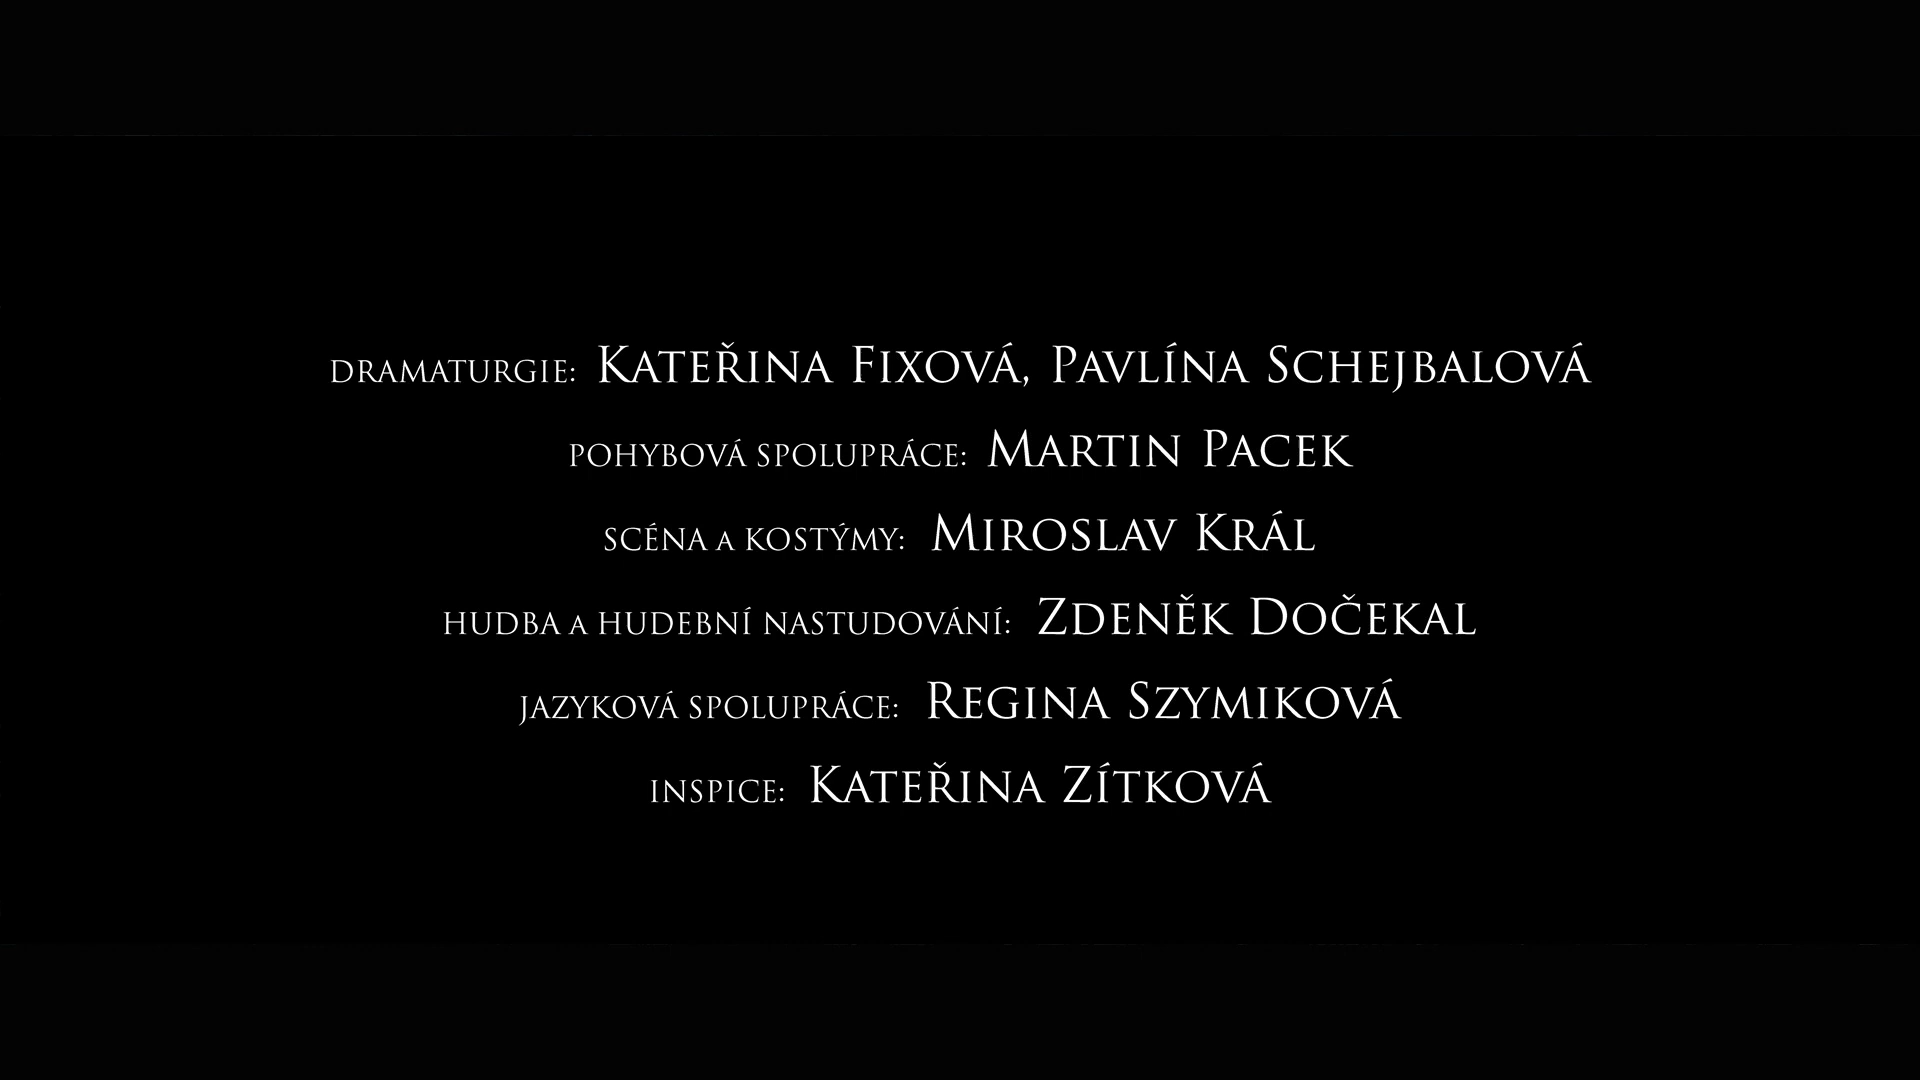 DRAMATURGIE: KATEŘINA FIXOVÁ, PAVLÍNA SCHEJBALOVÁ
POHYBOVÁ SPOLUPRÁCE: MARTIN PACEK
SCÉNA A KOSTÝMY: MIROSLAV KRÁL
HUDBA A HUDEBNÍ NASTUDOVÁNÍ: ZDENĚK DOČEKAL
JAZYKOVÁ SPOLUPRÁCE: REGINA SZYMIKOVÁ
INSPICE: KATEŘINA ZÍTKOVÁ